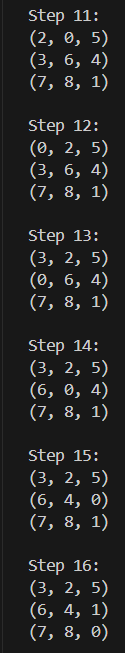 Step 11:
(2, 0, 5)
(3, 6, 4)
(7, 8, 1)
Step 12:
(0, 2, 5)
(3, 6, 4)
(7, 8, 1)
Step 13:
(3, 2, 5)
(0, 6, 4)
(7, 8, 1)
Step 14:
(3, 2, 5)
(6, 0, 4)
(7, 8, 1)
Step 15:
(3, 2, 5)
(6, 4, 0)
(7, 8, 1)
Step 16:
(3, 2, 5)
(6, 4, 1)
(7, 8, 0)